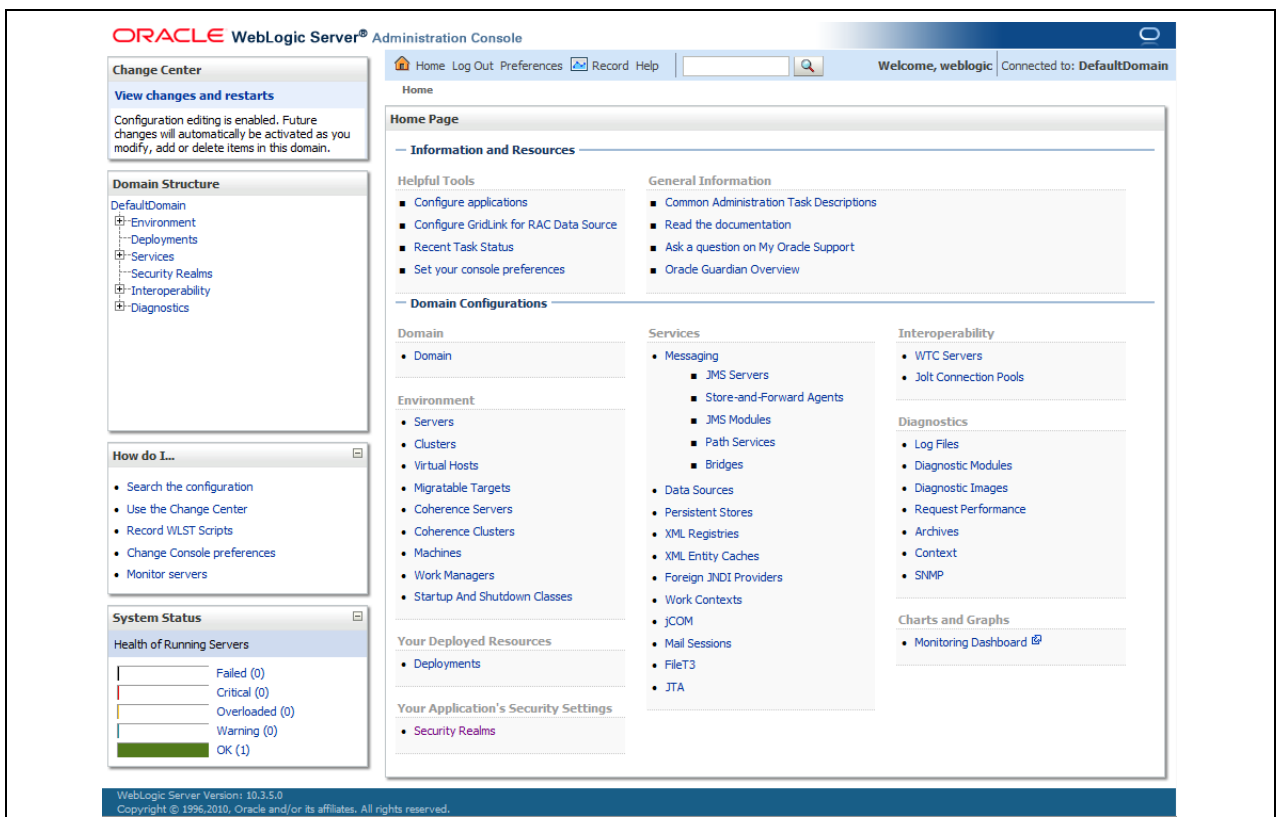 ORACLE WebLogic Server® Administration Console
Change Center
View changes and restarts
Configuration editing is enabled. Future
changes will automatically be activated as you
modify, add or delete items in this domain.
Domain Structure
DefaultDomain
Environment
Deployments
Services
Security Realms
Interoperability
Diagnostics
How do I...
Search the configuration
Use the Change Center
Record WLST Scripts
Change Console preferences
Monitor servers
System Status
Health of Running Servers
Failed (0)
Critical (0)
Overloaded (0)
Warning (0)
OK (1)
Home Log Out Preferences Record Help
Welcome, weblogic Connected to: DefaultDomain
Home
Home Page
Information and Resources
Helpful Tools
Configure applications
Configure GridLink for RAC Data Source
Recent Task Status
Set your console preferences
General Information
Common Administration Task Descriptions
Read the documentation
Ask a question on My Oracle Support
Oracle Guardian Overview
Domain Configurations
Domain
Domain
Environment
Servers
Clusters
Virtual Hosts
Migratable Targets
Coherence Servers
Coherence Clusters
Machines
Work Managers
Startup And Shutdown Classes
Your Deployed Resources
Deployments
Your Application's Security Settings
Security Realms
Services
Messaging
JMS Servers
Store-and-Forward Agents
JMS Modules
Path Services
Bridges
Data Sources
Persistent Stores
XML Registries
XML Entity Caches
Foreign JNDI Providers
Work Contexts
jCOM
Mail Sessions
FileT3
JTA
Interoperability
WTC Servers
Jolt Connection Pools
Diagnostics
Log Files
Diagnostic Modules
Diagnostic Images
Request Performance
Archives
Context
SNMP
Charts and Graphs
Monitoring Dashboard
WebLogic Server Version: 10.3.5.0
Copyright © 1996,2010, Oracle and/or its affiliates. All rights reserved.